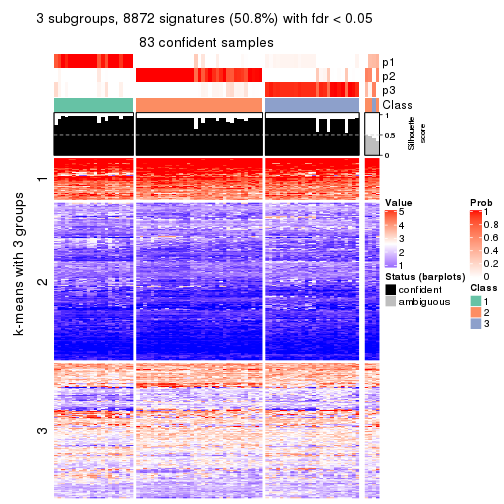 3 subgroups, 8872 signatures (50.8%) with fdr < 0.05
83 confident samples
p1
p2
p3
Class
1
0.5
0
Silhouette
score
k-means with 3 groups
1
2
3
Value
5
4
3
2
1
Status (barplots)
confident
ambiguous
Prob
1
0.8
0.6
0.4
0.2
0
Class
1
2
3